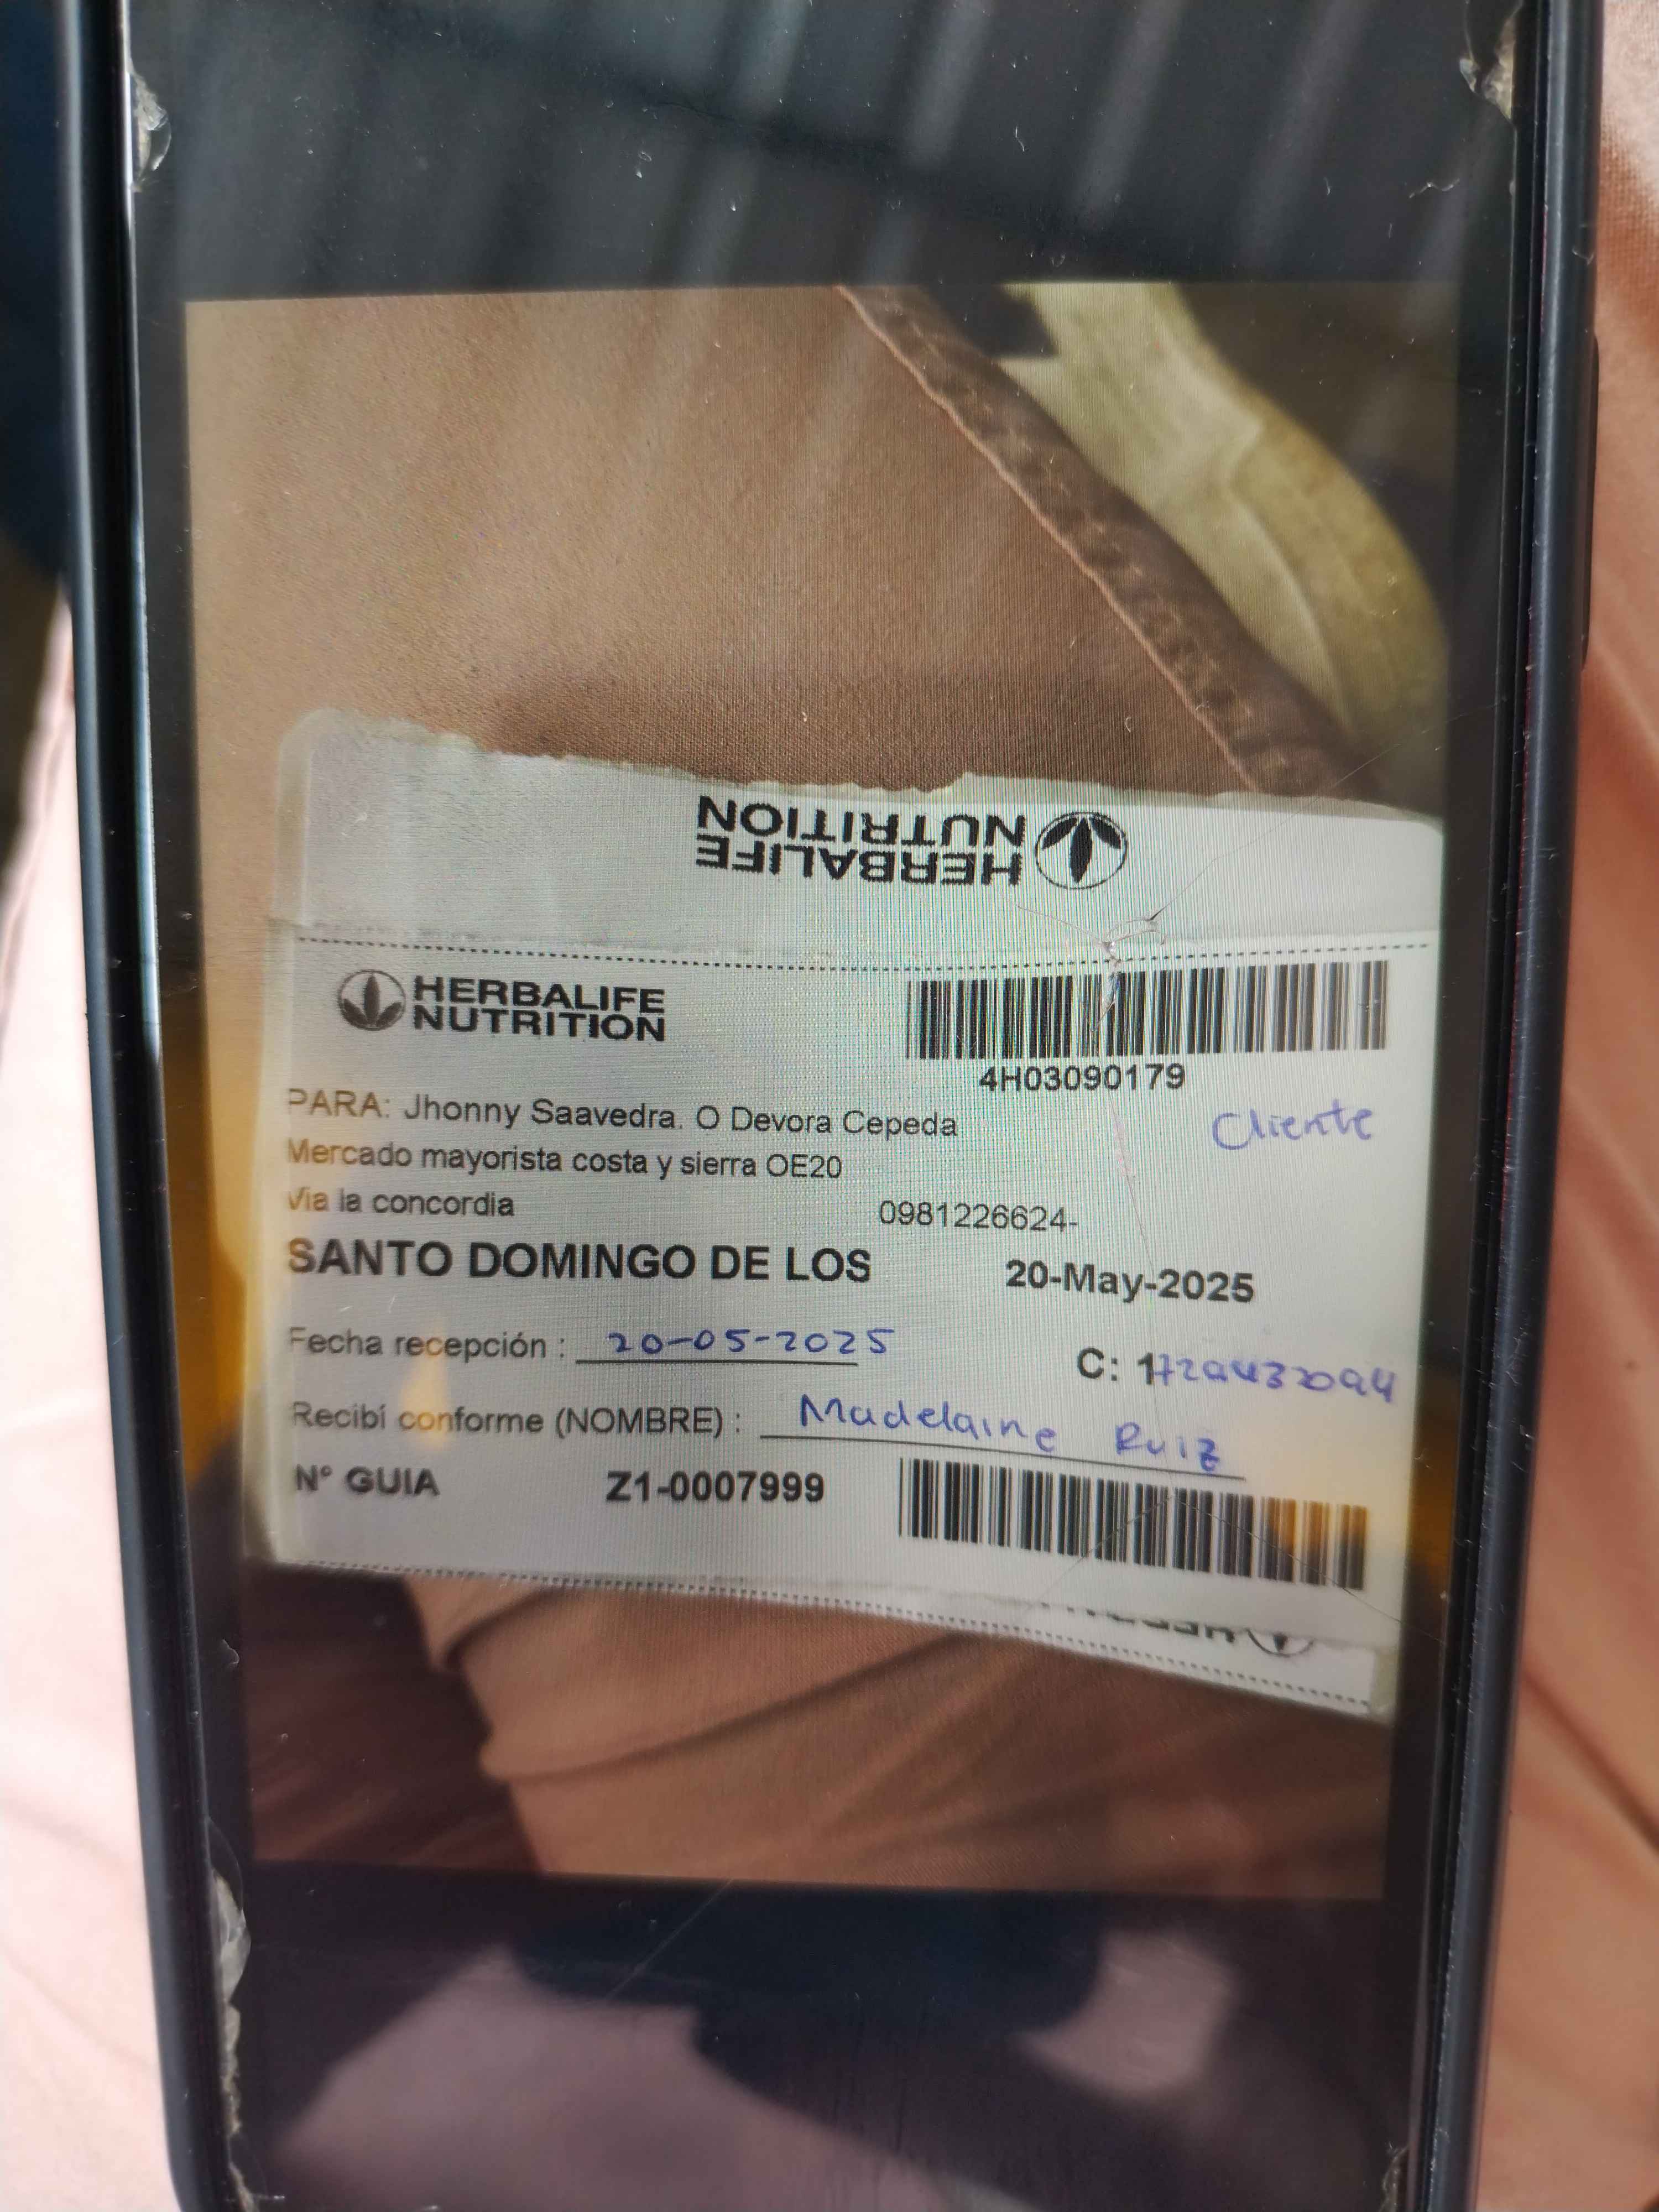 HERBALIFE
NUTRITION
HERBALIFE
NUTRITION
4H03090179
PARA: Jhonny Saavedra. O Devora Cepeda
Cliente
Mercado mayorista costa y sierra OE20
Via la concordia
0981226624-
SANTO DOMINGO DE LOS
20-May-2025
Fecha recepción : 20-05-2025
C:
Recibí conforme (NOMBRE) : Madelaine Ruiz
Nº GUIA Z1-0007999